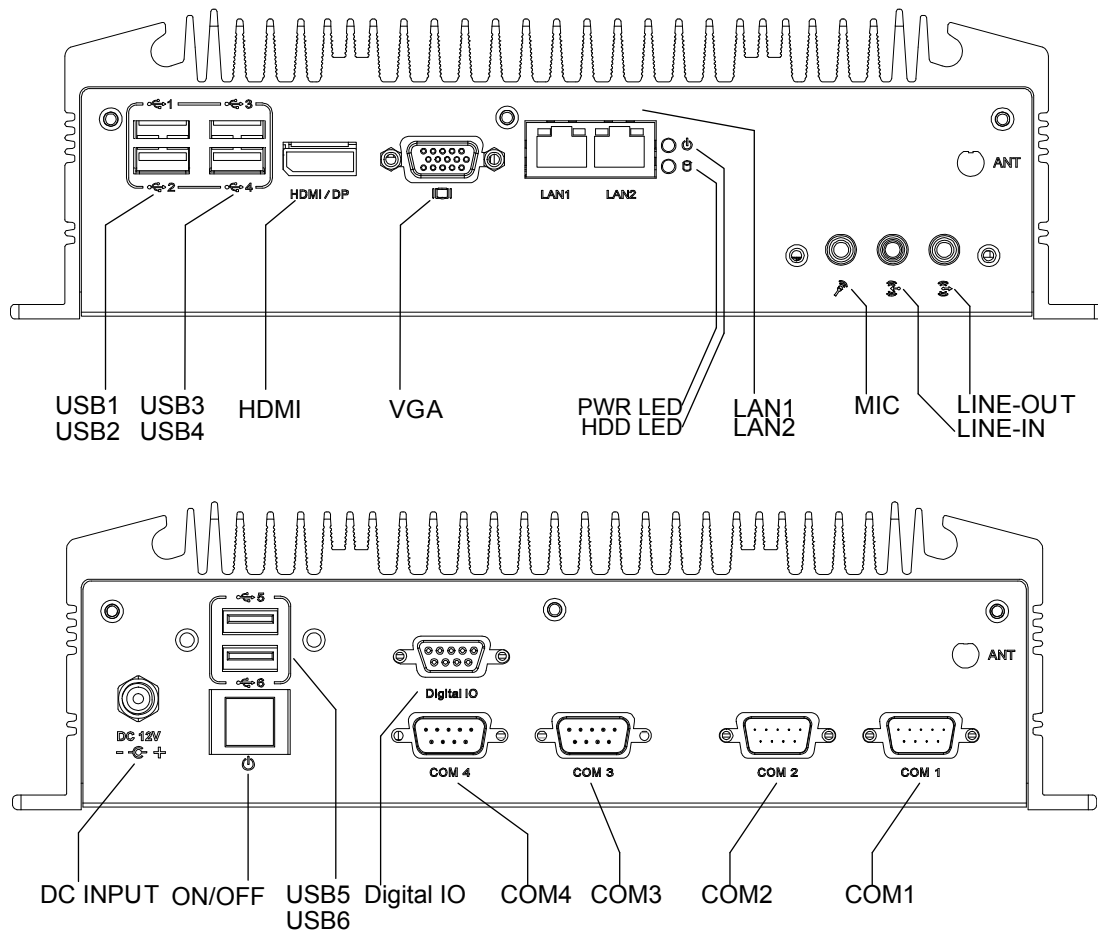 1 3
2 4
HDMI / DP
LAN1 LAN2
ANT
USB1 USB3 HDMI VGA PWR LED LAN1 MIC LINE-OUT
USB2 USB4 HDD LED LAN2 LINE-IN
5
6
ANT
Digital IO
DC 12V
- +
COM 4 COM 3 COM 2 COM 1
DC INPUT ON/OFF USB5 Digital IO COM4 COM3 COM2 COM1
USB6